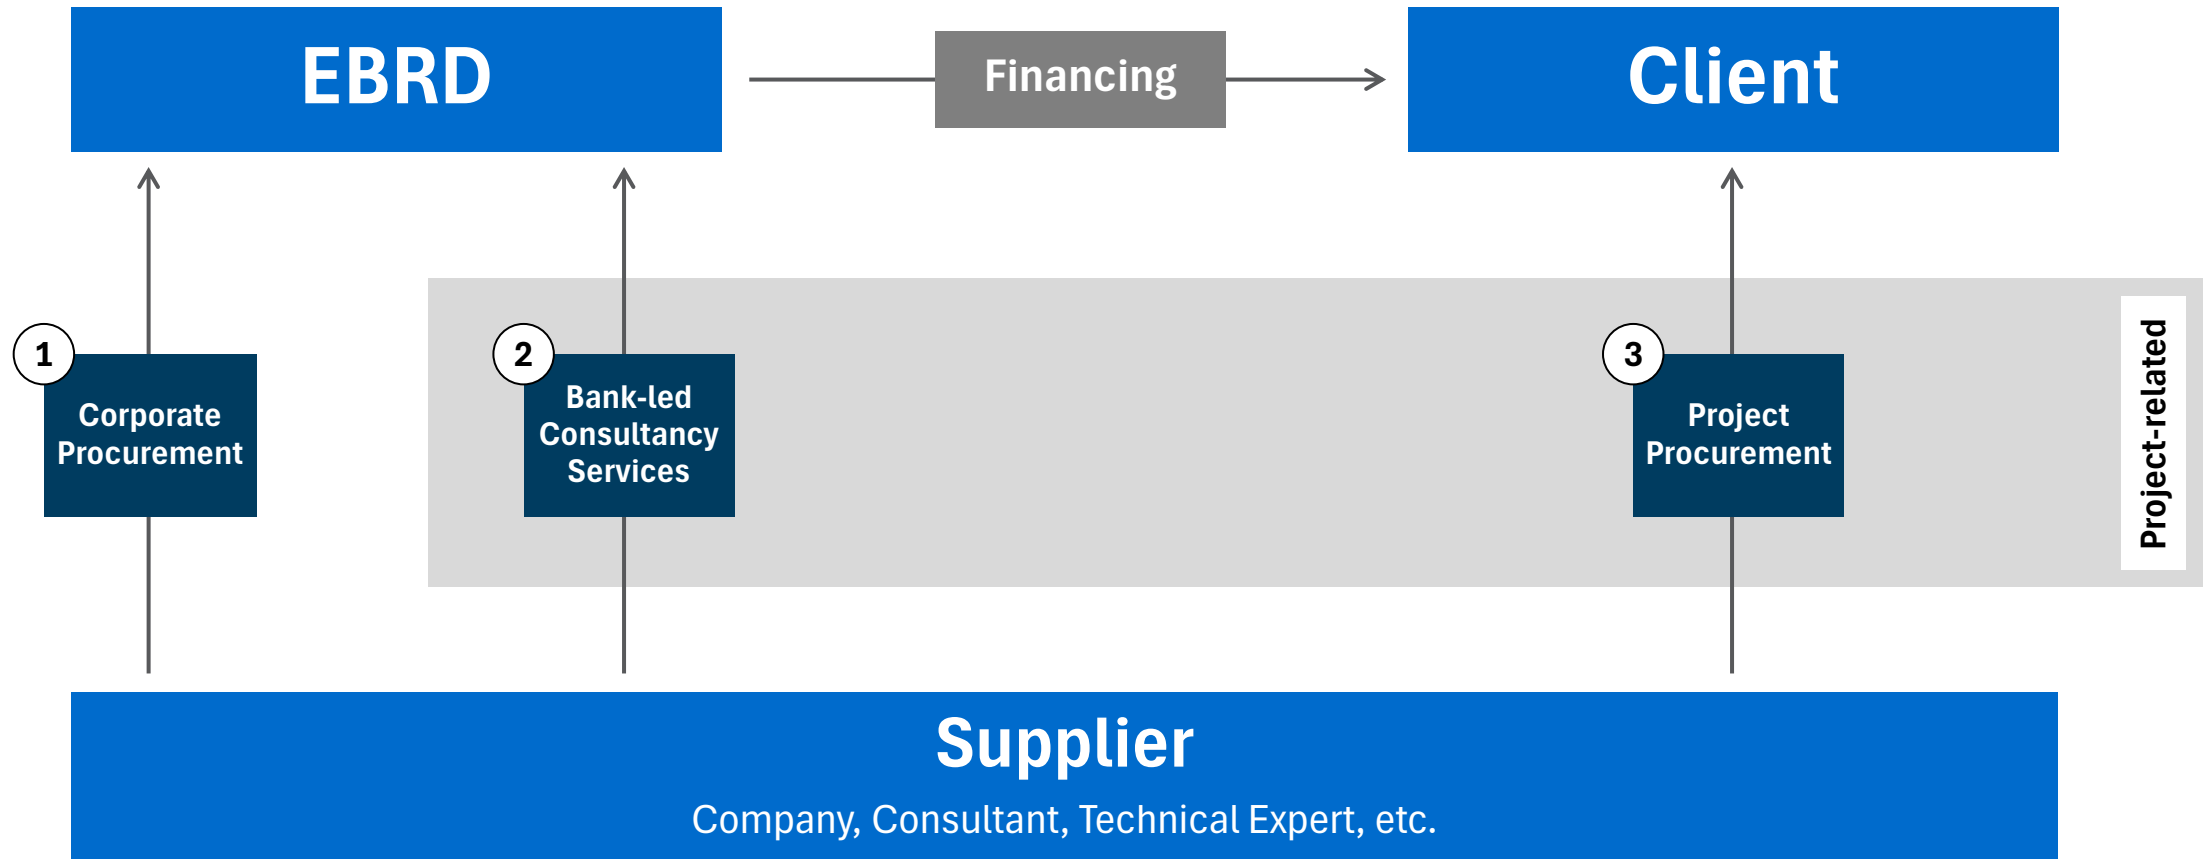 EBRD
Financing
Client
1
Corporate
Procurement
2
Bank-led
Consultancy
Services
3
Project
Procurement
Project-related
Supplier
Company, Consultant, Technical Expert, etc.